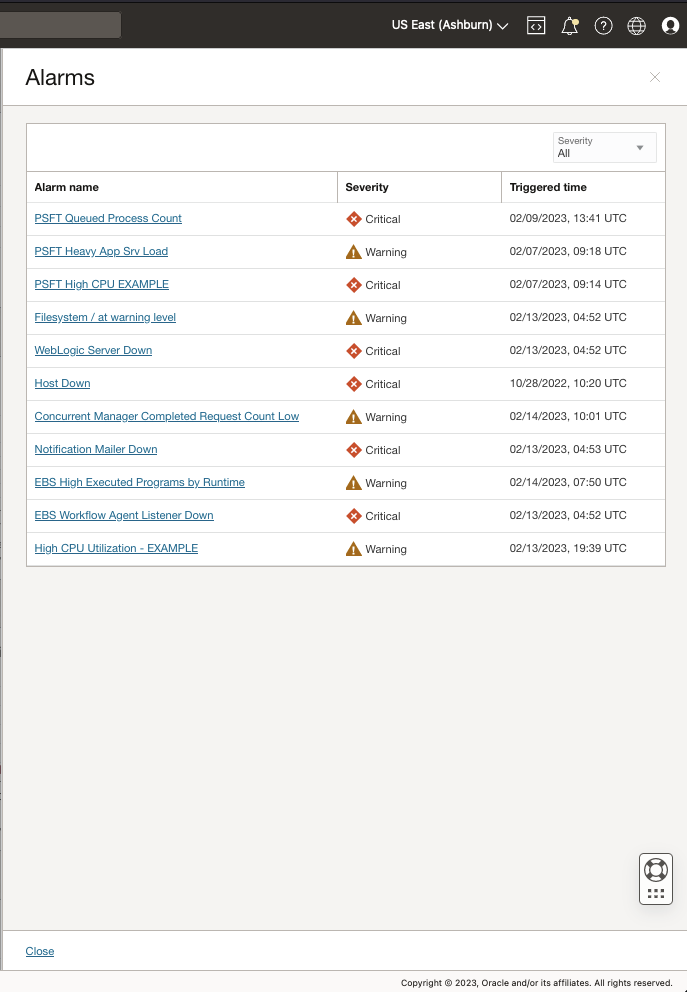 US East (Ashburn)
Alarms
Severity
All
Alarm name Severity Triggered time
PSFT Queued Process Count Critical 02/09/2023, 13:41 UTC
PSFT Heavy App Srv Load Warning 02/07/2023, 09:18 UTC
PSFT High CPU EXAMPLE Critical 02/07/2023, 09:14 UTC
Filesystem / at warning level Warning 02/13/2023, 04:52 UTC
WebLogic Server Down Critical 02/13/2023, 04:52 UTC
Host Down Critical 10/28/2022, 10:20 UTC
Concurrent Manager Completed Request Count Low Warning 02/14/2023, 10:01 UTC
Notification Mailer Down Critical 02/13/2023, 04:53 UTC
EBS High Executed Programs by Runtime Warning 02/14/2023, 07:50 UTC
EBS Workflow Agent Listener Down Critical 02/13/2023, 04:52 UTC
High CPU Utilization - EXAMPLE Warning 02/13/2023, 19:39 UTC
Close
Copyright © 2023, Oracle and/or its affiliates. All rights reserved.